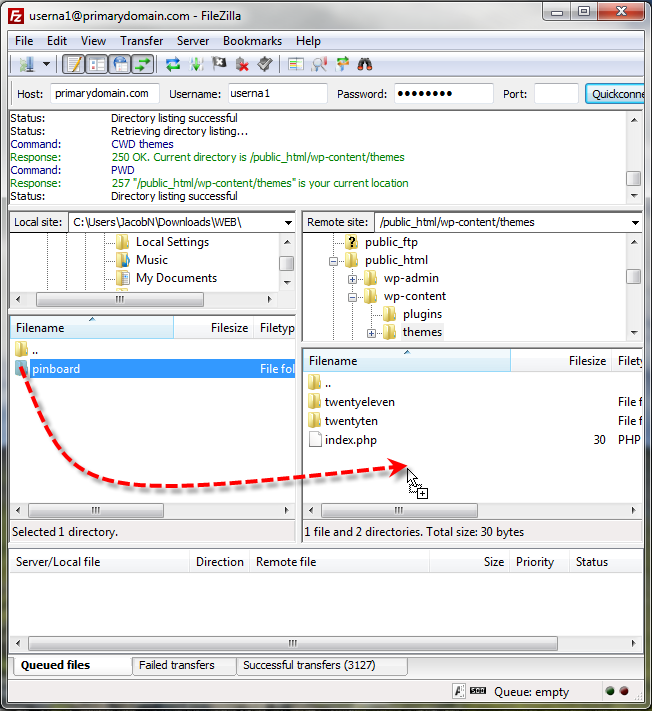 userna1@primarydomain.com - FileZilla
File Edit View Transfer Server Bookmarks Help
Host: primarydomain.com Username: userna1 Password: ●●●●●●●● Port: Quickconne
Status: Directory listing successful
Status: Retrieving directory listing...
Command: CWD themes
Response: 250 OK. Current directory is /public_html/wp-content/themes
Command: PWD
Response: 257 "/public_html/wp-content/themes" is your current location
Status: Directory listing successful
Local site: C:\Users\JacobN\Downloads\WEB\
Local Settings
Music
My Documents
Filename Filesize Filetyp
..
pinboard File fol
Selected 1 directory.
Remote site: /public_html/wp-content/themes
public_ftp
public_html
wp-admin
wp-content
plugins
themes
Filename Filesize Filety
..
twentyeleven File f
twentyten File f
index.php 30 PHP
1 file and 2 directories. Total size: 30 bytes
Server/Local file Direction Remote file Size Priority Status
Queued files Failed transfers Successful transfers (3127)
Queue: empty